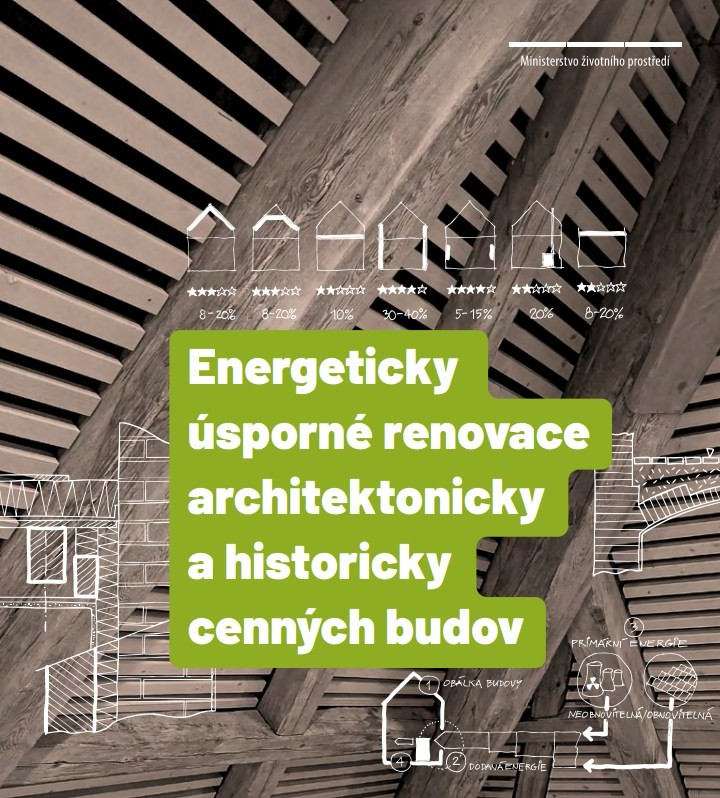 Ministerstvo životního prostředí
8-20% 8-20% 10% 30-40% 5-15% 20% 8-20%
Energeticky
úsporné renovace
architektonicky
a historicky
cenných budov
3
PRIMÁRNÍ ENERGIE
1 OBÁLKA BUDOVY
NEOBNOVITELNÁ/OBNOVITELNÁ
4 2 DODANÁ ENERGIE